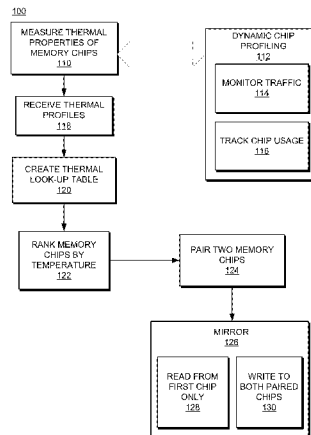 100
MEASURE THERMAL
PROPERTIES OF
MEMORY CHIPS
110
DYNAMIC CHIP
PROFILING
112
MONITOR TRAFFIC
114
TRACK CHIP USAGE
116
RECEIVE THERMAL
PROFILES
118
CREATE THERMAL
LOOK-UP TABLE
120
RANK MEMORY
CHIPS BY
TEMPERATURE
122
PAIR TWO MEMORY
CHIPS
124
MIRROR
126
READ FROM
FIRST CHIP
ONLY
128
WRITE TO
BOTH PAIRED
CHIPS
130